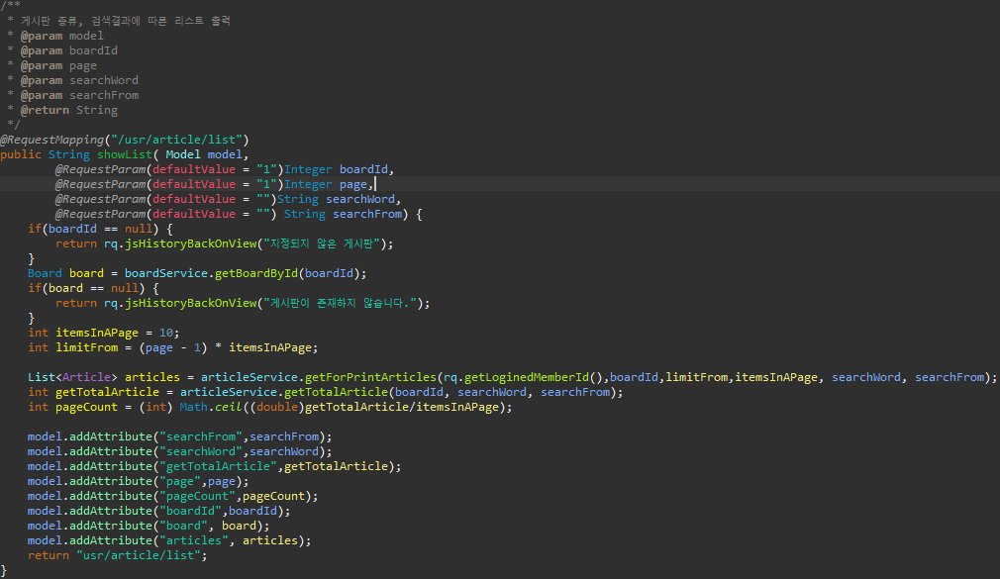 /**
 * 게시판 종류, 검색결과에 따른 리스트 출력
 * @param model
 * @param boardId
 * @param page
 * @param searchWord
 * @param searchFrom
 * @return String
 */
@RequestMapping("/usr/article/list")
public String showList( Model model,
        @RequestParam(defaultValue = "1")Integer boardId,
        @RequestParam(defaultValue = "1")Integer page,
        @RequestParam(defaultValue = "")String searchWord,
        @RequestParam(defaultValue = "") String searchFrom) {
    if(boardId == null) {
        return rq.jsHistoryBackOnView("지정되지 않은 게시판");
    }
    Board board = boardService.getBoardById(boardId);
    if(board == null) {
        return rq.jsHistoryBackOnView("게시판이 존재하지 않습니다.");
    }
    int itemsInAPage = 10;
    int limitFrom = (page - 1) * itemsInAPage;

    List<Article> articles = articleService.getForPrintArticles(rq.getLoginedMemberId(),boardId,limitFrom,itemsInAPage, searchWord, searchFrom);
    int getTotalArticle = articleService.getTotalArticle(boardId, searchWord, searchFrom);
    int pageCount = (int) Math.ceil((double)getTotalArticle/itemsInAPage);

    model.addAttribute("searchFrom",searchFrom);
    model.addAttribute("searchWord",searchWord);
    model.addAttribute("getTotalArticle",getTotalArticle);
    model.addAttribute("page",page);
    model.addAttribute("pageCount",pageCount);
    model.addAttribute("boardId",boardId);
    model.addAttribute("board", board);
    model.addAttribute("articles", articles);
    return "usr/article/list";
}